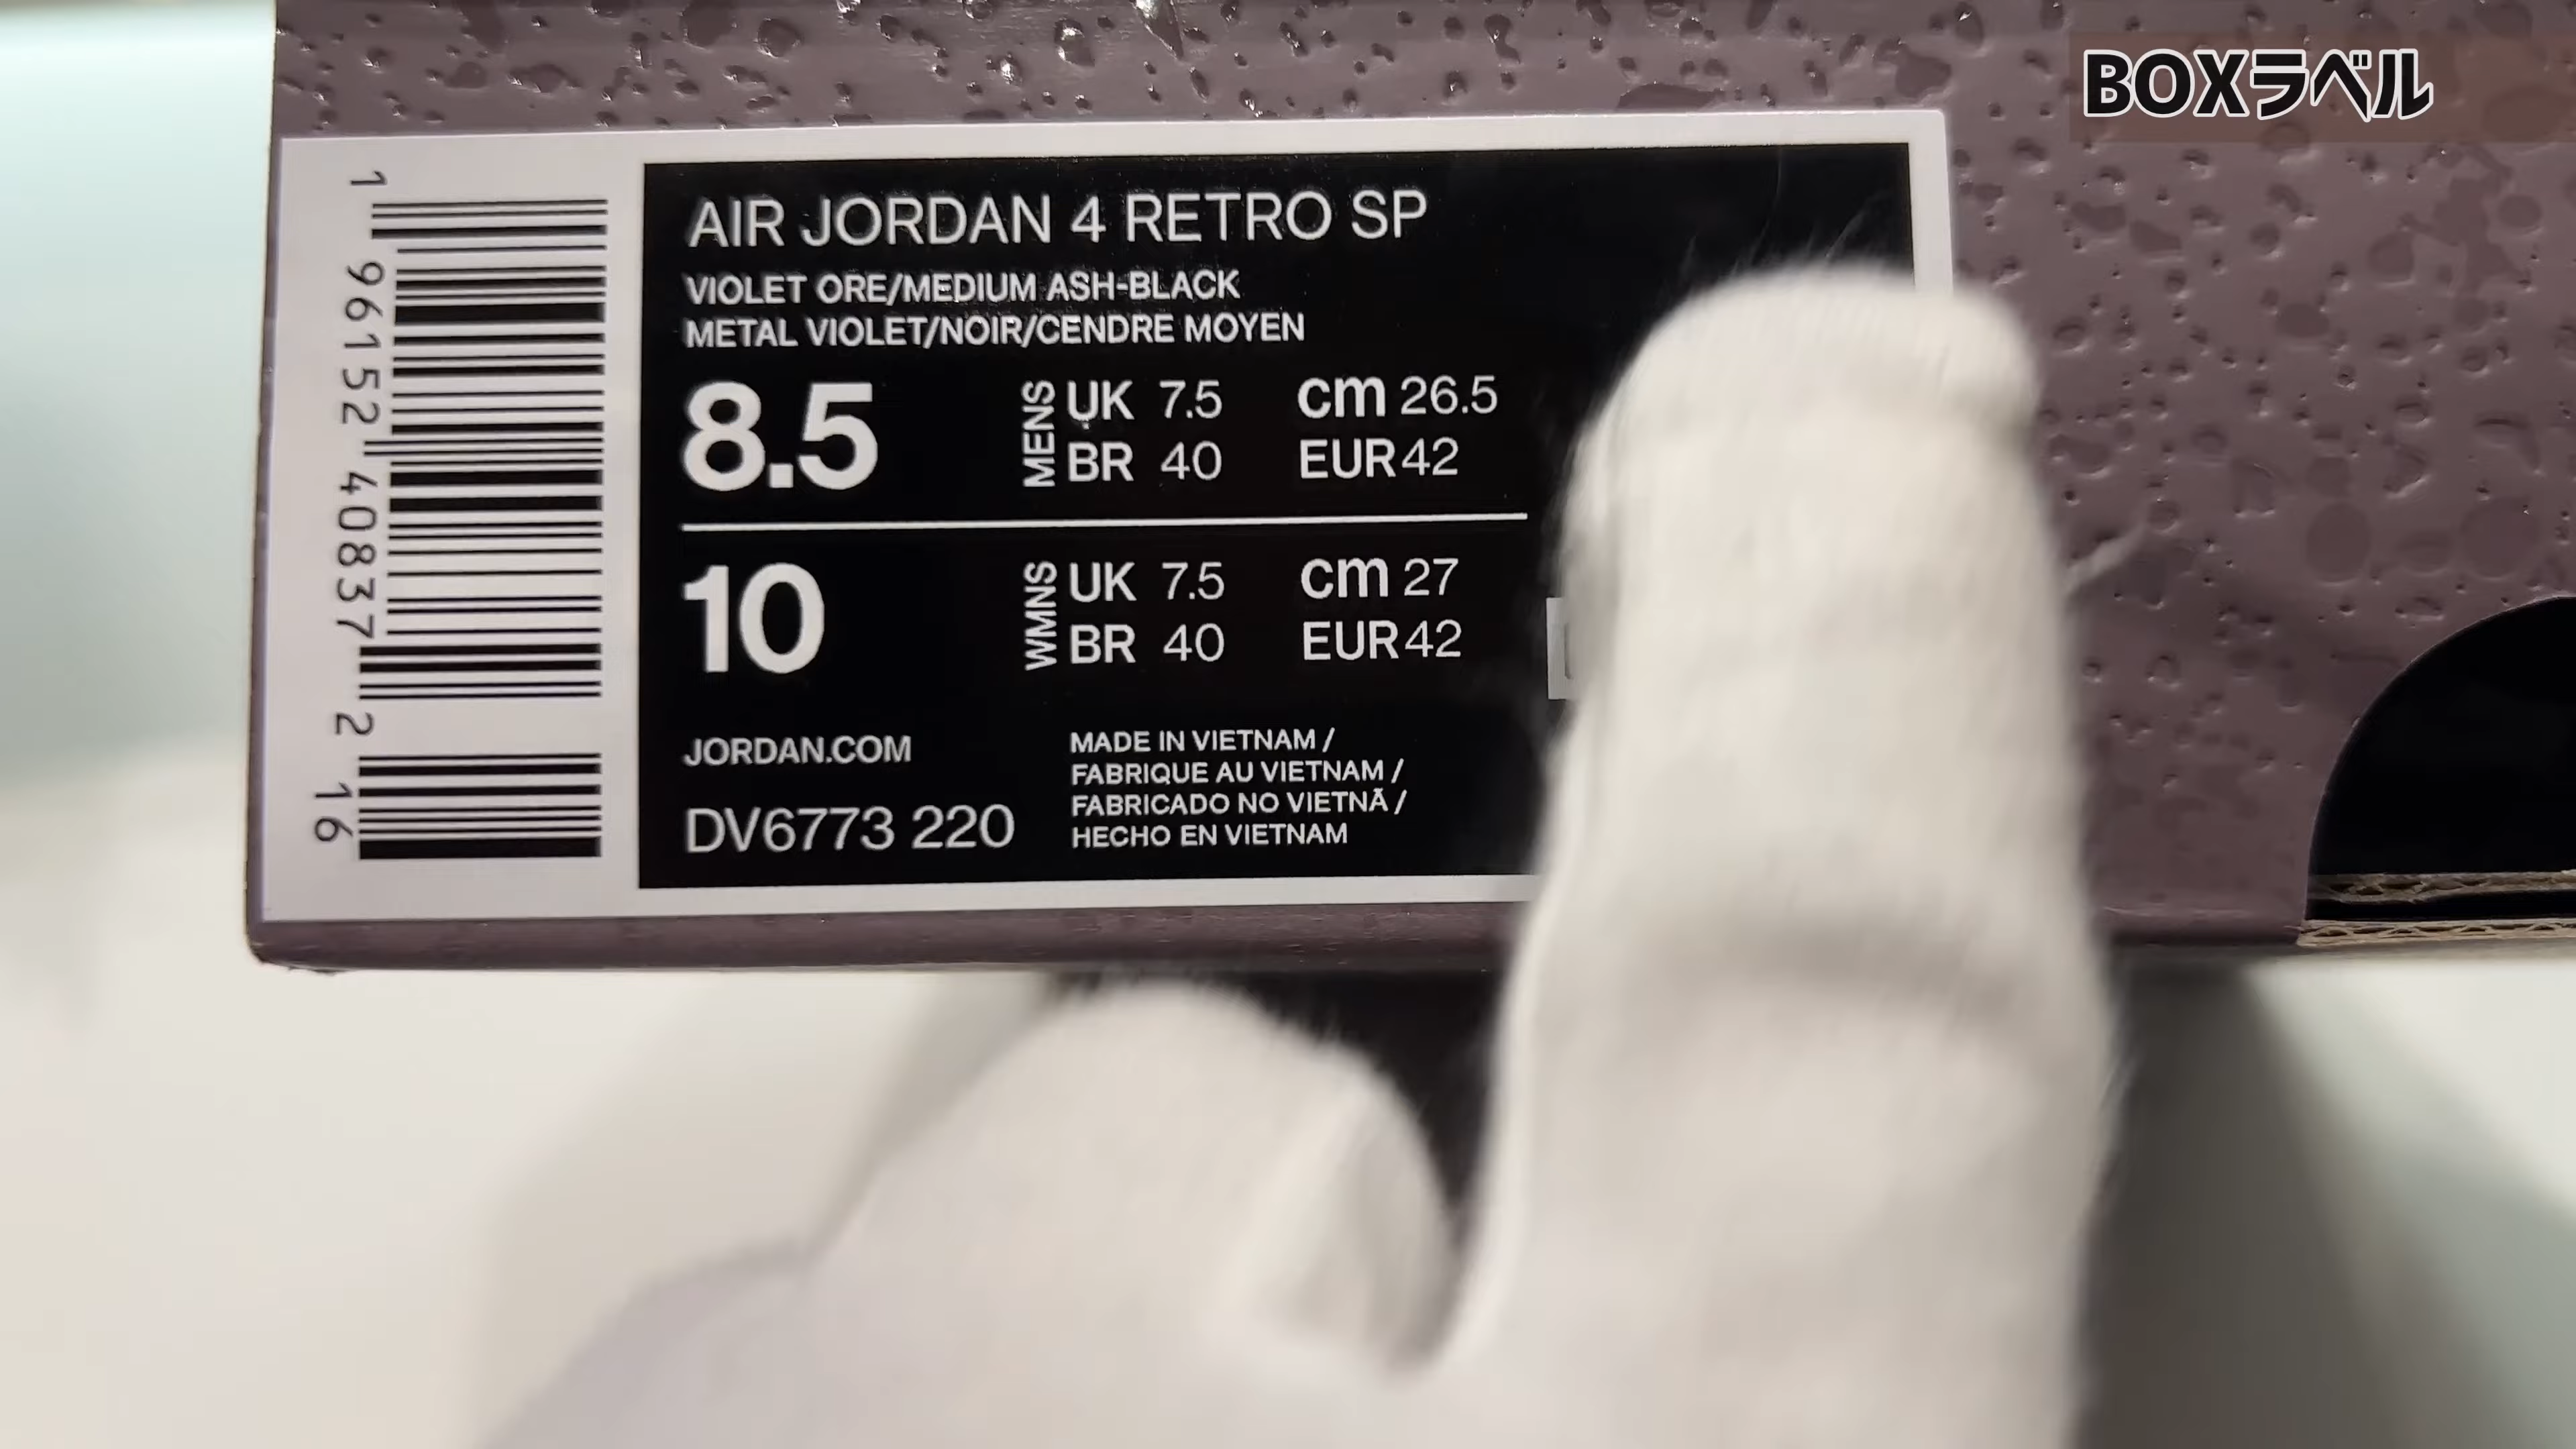 BOXラベル
AIR JORDAN 4 RETRO SP
VIOLET ORE/MEDIUM ASH-BLACK
METAL VIOLET/NOIR/CENDRE MOYEN
8.5 MENS UK 7.5 cm 26.5
BR 40 EUR 42
10 WMNS UK 7.5 cm 27
BR 40 EUR 42
JORDAN.COM
DV6773 220
MADE IN VIETNAM /
FABRIQUE AU VIETNAM /
FABRICADO NO VIETNÃ /
HECHO EN VIETNAM
1 96152 40837 2 16